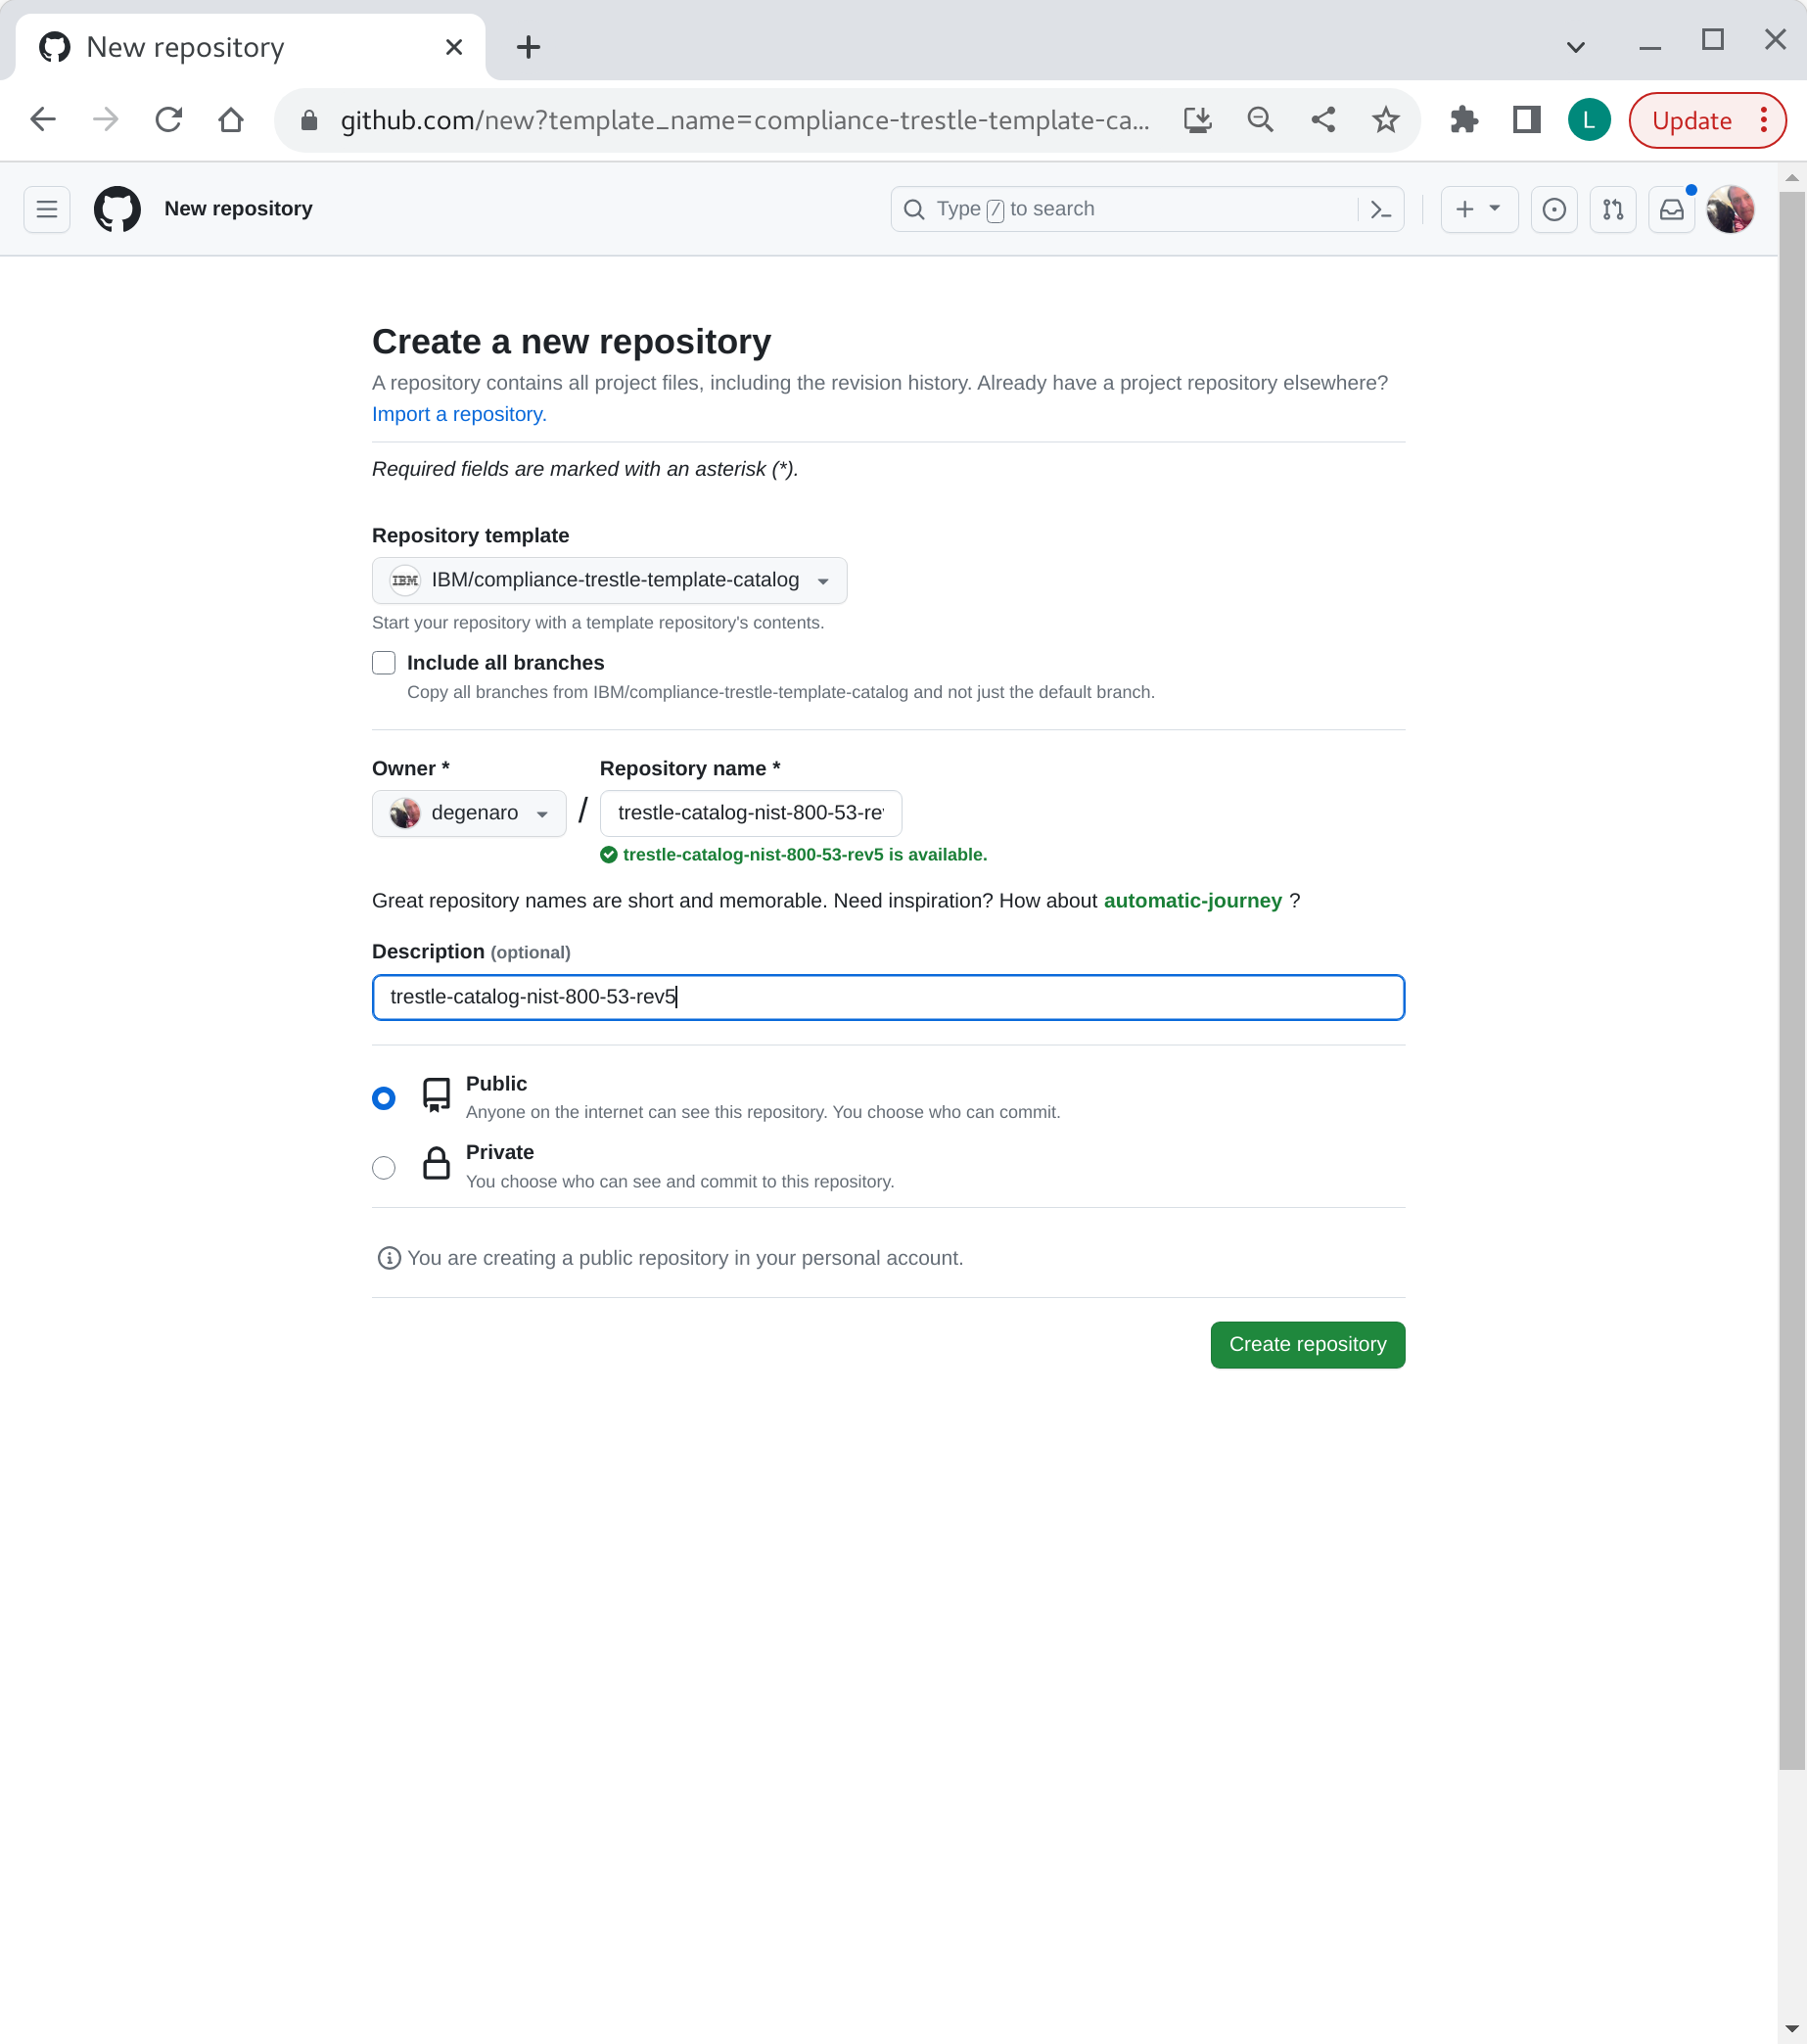 New repository
github.com/new?template_name=compliance-trestle-template-ca...
L
Update
New repository
Type / to search
Create a new repository
A repository contains all project files, including the revision history. Already have a project repository elsewhere?
Import a repository.
Required fields are marked with an asterisk (*).
Repository template
IBM IBM/compliance-trestle-template-catalog
Start your repository with a template repository's contents.
Include all branches
Copy all branches from IBM/compliance-trestle-template-catalog and not just the default branch.
Owner * Repository name *
degenaro / trestle-catalog-nist-800-53-re
trestle-catalog-nist-800-53-rev5 is available.
Great repository names are short and memorable. Need inspiration? How about automatic-journey ?
Description (optional)
trestle-catalog-nist-800-53-rev5
Public
Anyone on the internet can see this repository. You choose who can commit.
Private
You choose who can see and commit to this repository.
You are creating a public repository in your personal account.
Create repository